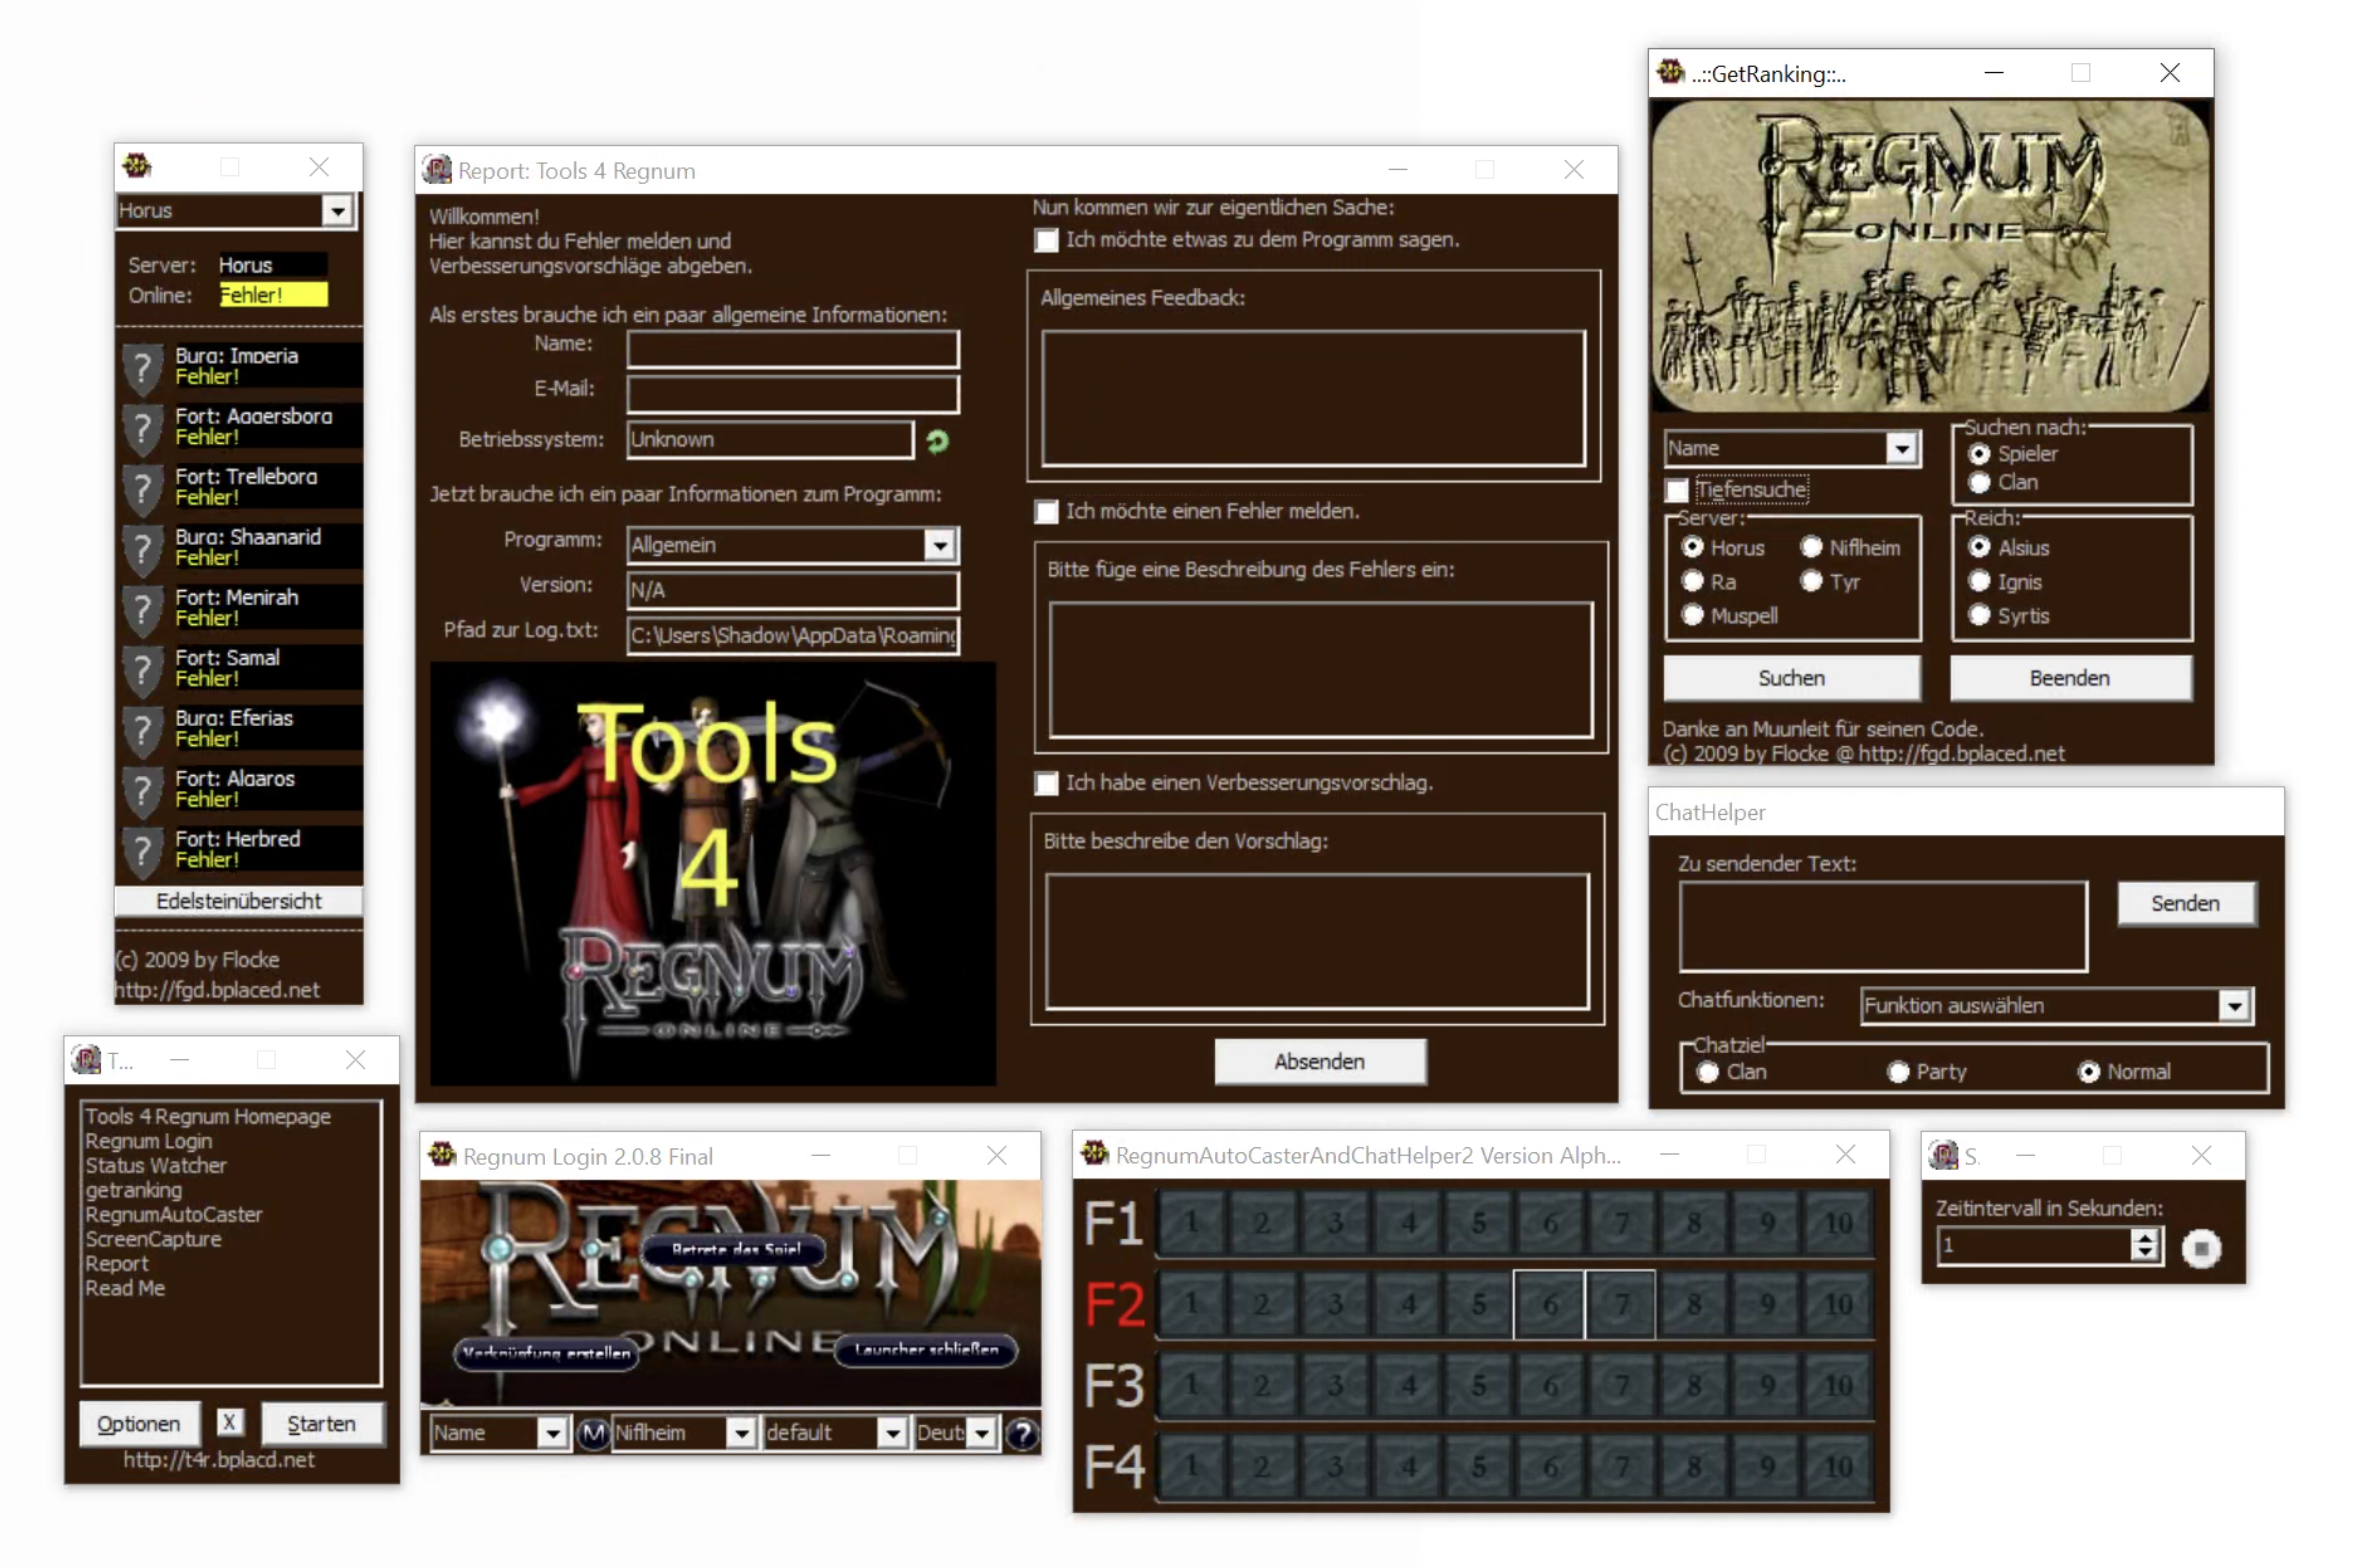 Horus
Server: Horus
Online: Fehler!
Burg: Imperia
Fehler!
Fort: Aggersborg
Fehler!
Fort: Trelleborg
Fehler!
Burg: Shaanarid
Fehler!
Fort: Menirah
Fehler!
Fort: Samal
Fehler!
Burg: Eferias
Fehler!
Fort: Algaros
Fehler!
Fort: Herbred
Fehler!
Edelsteinübersicht
(c) 2009 by Flocke
http://fgd.bplaced.net
Report: Tools 4 Regnum
Willkommen!
Hier kannst du Fehler melden und
Verbesserungsvorschläge abgeben.
Als erstes brauche ich ein paar allgemeine Informationen:
Name:
E-Mail:
Betriebssystem: Unknown
Jetzt brauche ich ein paar Informationen zum Programm:
Programm: Allgemein
Version: N/A
Pfad zur Log.txt: C:\Users\Shadow\AppData\Roaming
Tools
4
REGNUM
ONLINE
Nun kommen wir zur eigentlichen Sache:
Ich möchte etwas zu dem Programm sagen.
Allgemeines Feedback:
Ich möchte einen Fehler melden.
Bitte füge eine Beschreibung des Fehlers ein:
Ich habe einen Verbesserungsvorschlag.
Bitte beschreibe den Vorschlag:
Absenden
..::GetRanking::..
REGNUM
ONLINE
Name
Tiefensuche
Suchen nach:
Spieler
Clan
Server:
Horus Niflheim
Ra Tyr
Muspell
Reich:
Alsius
Ignis
Syrtis
Suchen Beenden
Danke an Muunleit für seinen Code.
(c) 2009 by Flocke @ http://fgd.bplaced.net
ChatHelper
Zu sendender Text:
Senden
Chatfunktionen: Funktion auswählen
Chatziel
Clan Party Normal
T...
Tools 4 Regnum Homepage
Regnum Login
Status Watcher
getranking
RegnumAutoCaster
ScreenCapture
Report
Read Me
Optionen X Starten
http://t4r.bplacd.net
Regnum Login 2.0.8 Final
REGNUM
Betrete das Spiel
ONLINE
Verknüpfung erstellen Launcher schließen
Name M Niflheim default Deut ?
RegnumAutoCasterAndChatHelper2 Version Alph...
F1 1 2 3 4 5 6 7 8 9 10
F2 1 2 3 4 5 6 7 8 9 10
F3 1 2 3 4 5 6 7 8 9 10
F4 1 2 3 4 5 6 7 8 9 10
S.
Zeitintervall in Sekunden:
1